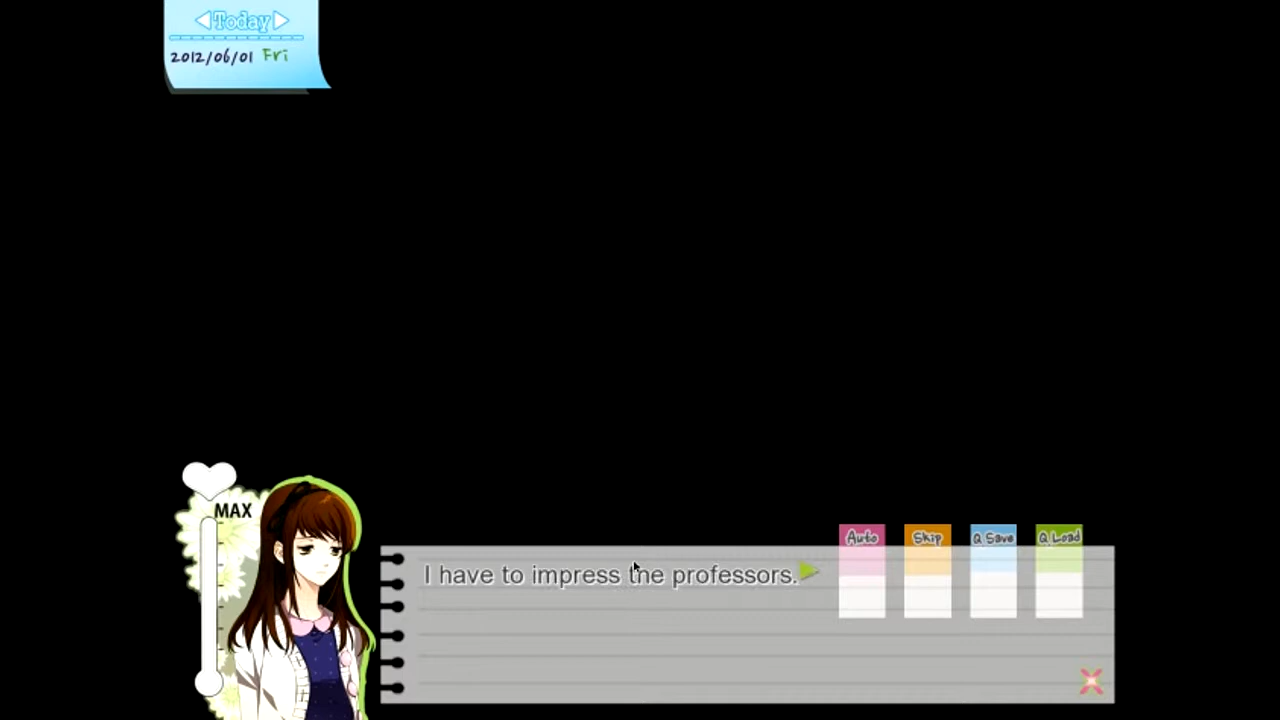 Today
2012/06/01 Fri
MAX
Auto
Skip
Q.Save
Q.Load
I have to impress the professors.